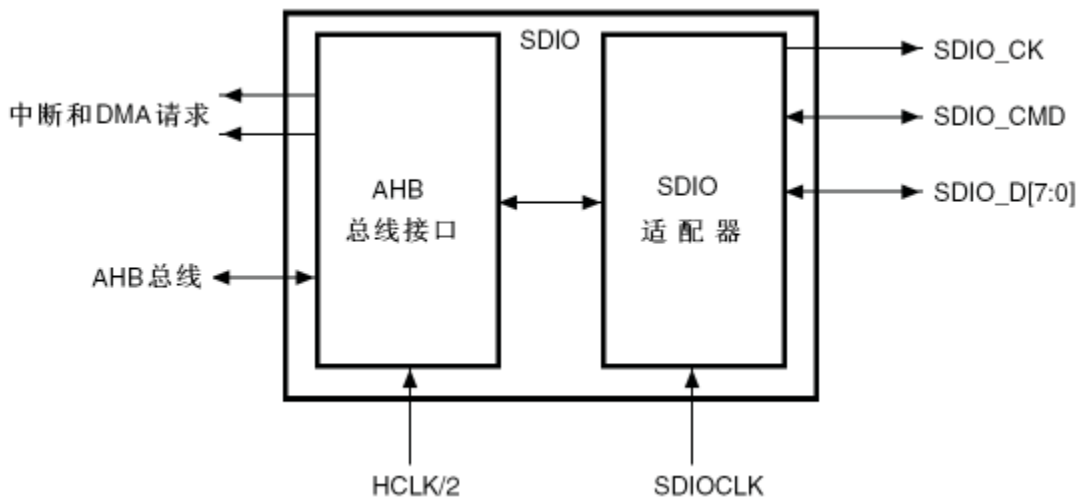 SDIO
SDIO_CK
中断和DMA请求
SDIO_CMD
AHB
总线接口
SDIO
适配器
SDIO_D[7:0]
AHB总线
HCLK/2
SDIOCLK